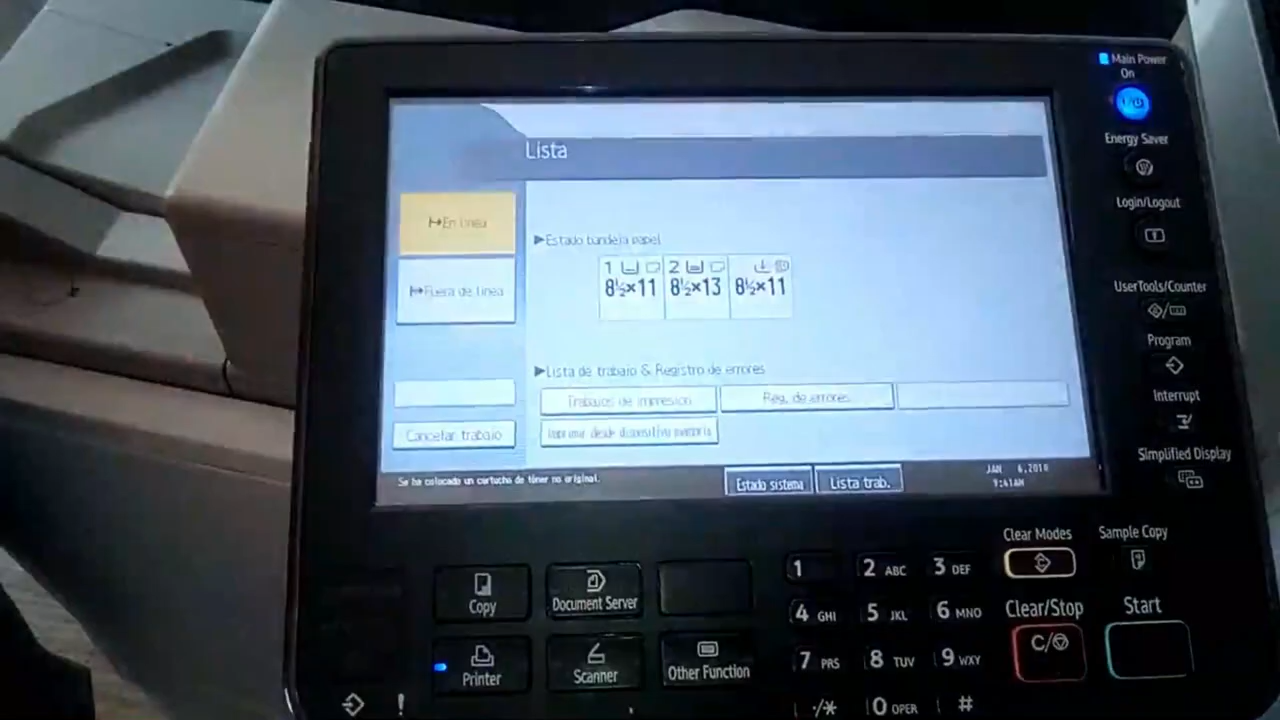 Main Power
On
Lista
Energy Saver
Login/Logout
En línea
Estado bandeja papel
1 2
8½×11 8½×13 8½×11
Fuera de línea
User Tools/Counter
Program
Lista de trabajo & Registro de errores
Trabajos de impresión Reg. de errores
Interrupt
Cancelar trabajo Imprimir desde dispositivo memoria
Simplified Display
Se ha colocado un cartucho de tóner no original.
Estado sistema Lista trab.
JAN 6,2010
9:41AM
Clear Modes Sample Copy
Copy Document Server
1 2 ABC 3 DEF
4 GHI 5 JKL 6 MNO
Clear/Stop Start
C/
Printer Scanner Other Function
7 PRS 8 TUV 9 WXY
./* 0 OPER #
!